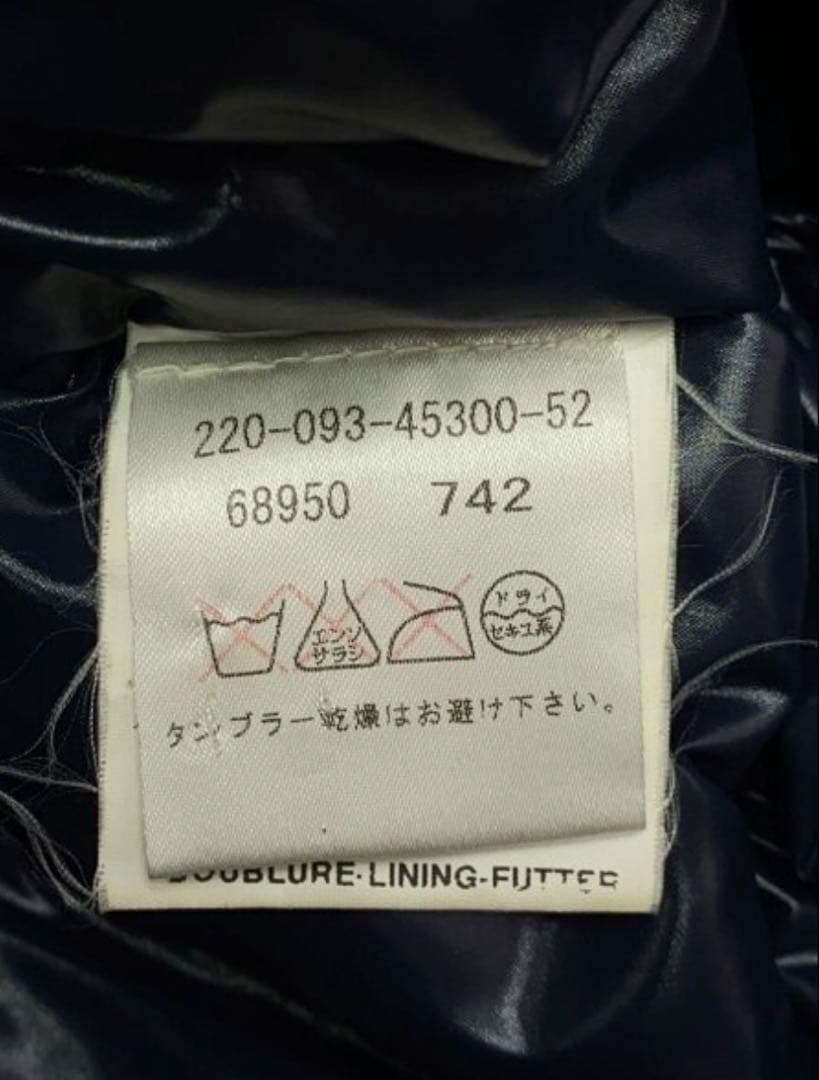 220-093-45300-52
68950 742
エンソ
サラシ
ドライ
セキユ系
タンブラー乾燥はお避け下さい。
DOUBLURE·LINING-FUTTER